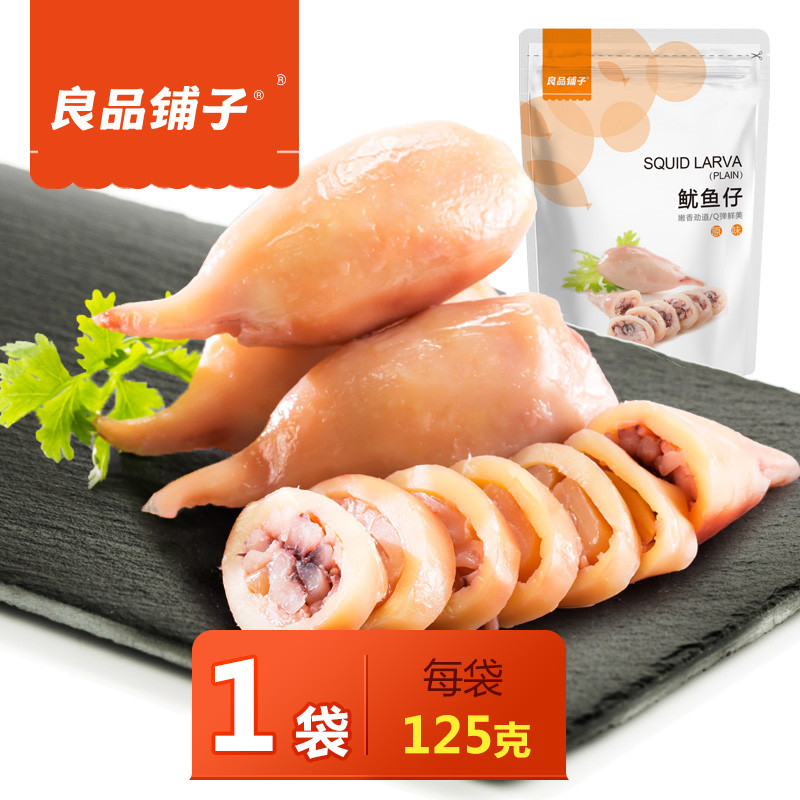 良品铺子®
®
良品铺子®
SQUID LARVA
(PLAIN)
鱿鱼仔
嫩香劲道/Q弹鲜美
原味
1袋
每袋
125克